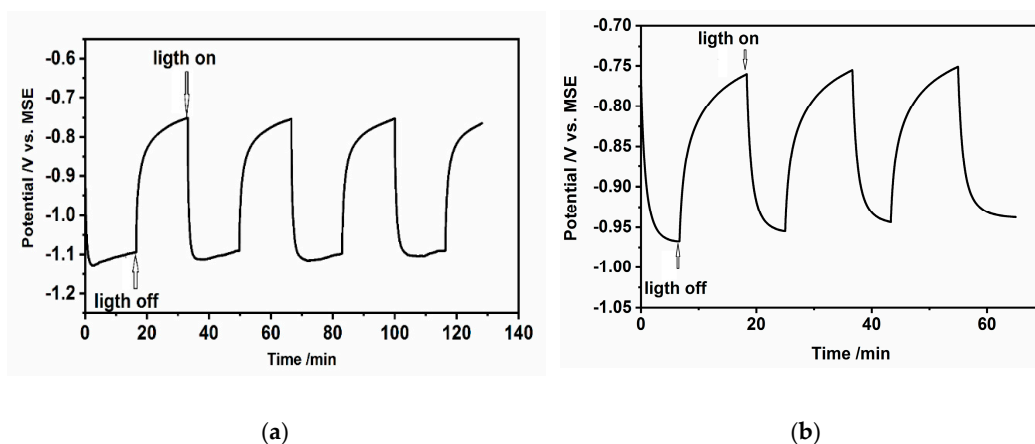 -0.6
-0.7
-0.8
-0.9
-1.0
-1.1
-1.2
Potential /V vs. MSE
ligth on
ligth off
0 20 40 60 80 100 120 140
Time /min
(a)
-0.70
-0.75
-0.80
-0.85
-0.90
-0.95
-1.00
-1.05
Potential /V vs. MSE
ligth on
ligth off
0 20 40 60
Time /min
(b)